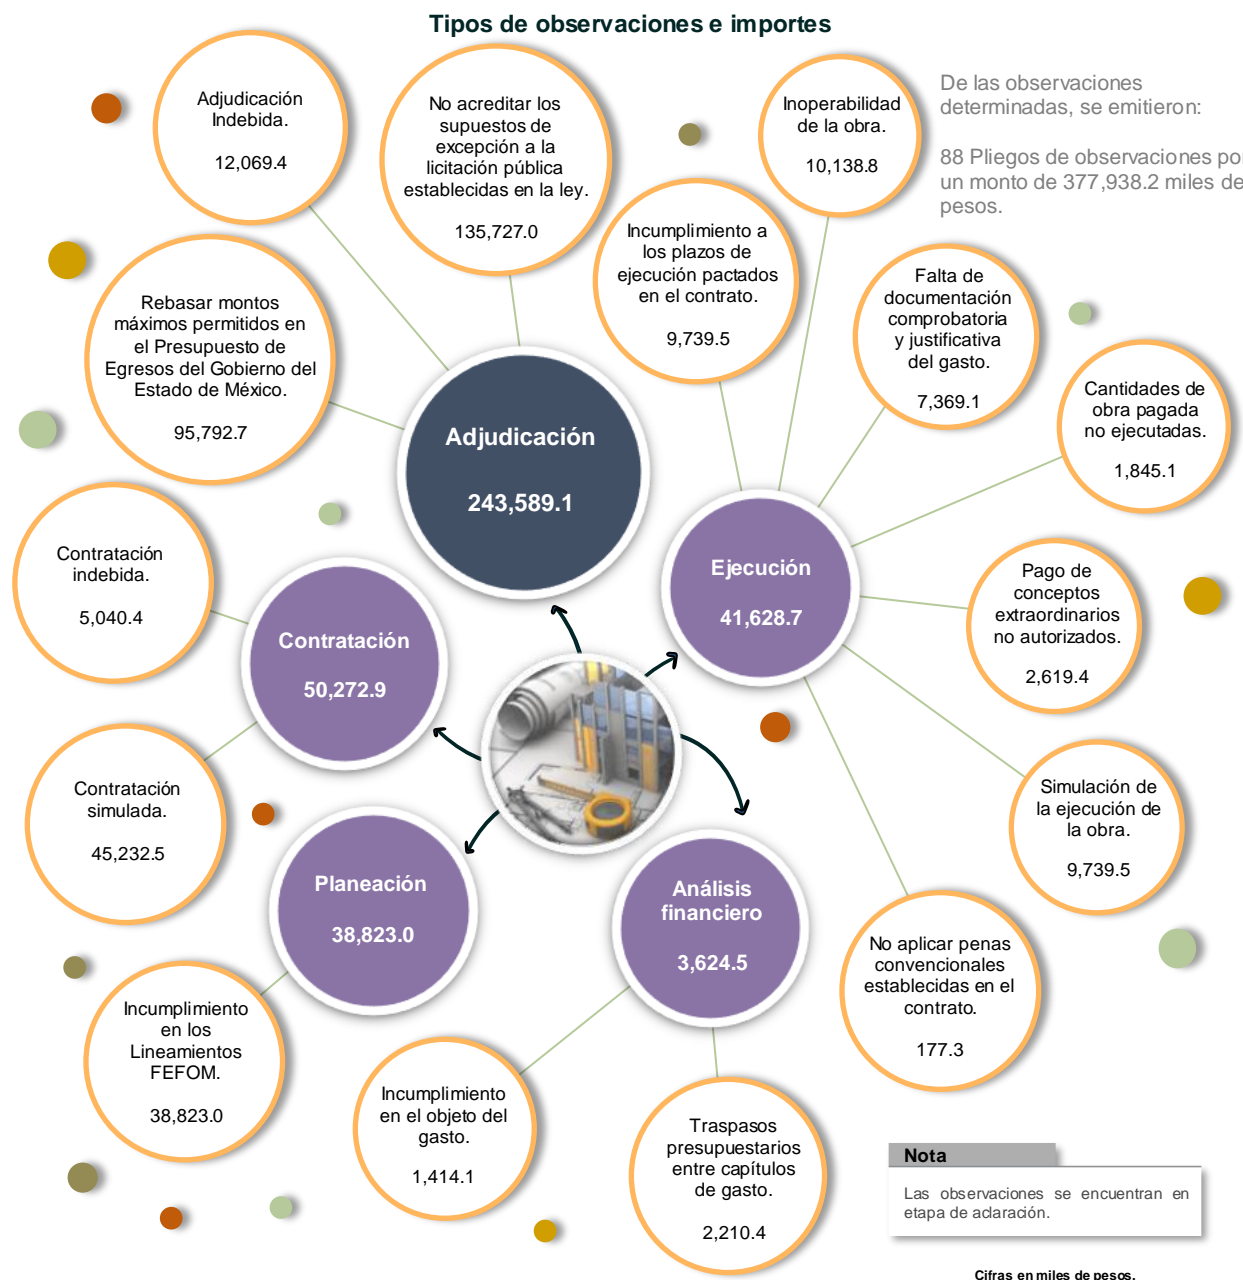 Tipos de observaciones e importes
De las observaciones
determinadas, se emitieron:
88 Pliegos de observaciones por
un monto de 377,938.2 miles de
pesos.
Adjudicación
Indebida.
12,069.4
No acreditar los
supuestos de
excepción a la
licitación pública
establecidas en la ley.
135,727.0
Inoperabilidad
de la obra.
10,138.8
Incumplimiento a
los plazos de
ejecución pactados
en el contrato.
9,739.5
Rebasar montos
máximos permitidos en
el Presupuesto de
Egresos del Gobierno del
Estado de México.
95,792.7
Falta de
documentación
comprobatoria
y justificativa
del gasto.
7,369.1
Cantidades de
obra pagada
no ejecutadas.
1,845.1
Adjudicación
243,589.1
Contratación
indebida.
5,040.4
Ejecución
41,628.7
Pago de
conceptos
extraordinarios
no autorizados.
2,619.4
Contratación
50,272.9
Contratación
simulada.
45,232.5
Simulación de
la ejecución de
la obra.
9,739.5
Planeación
38,823.0
Análisis
financiero
3,624.5
No aplicar penas
convencionales
establecidas en el
contrato.
177.3
Incumplimiento
en los
Lineamientos
FEFOM.
38,823.0
Incumplimiento
en el objeto del
gasto.
1,414.1
Traspasos
presupuestarios
entre capítulos
de gasto.
2,210.4
Nota
Las observaciones se encuentran en
etapa de aclaración.
Cifras en miles de pesos.